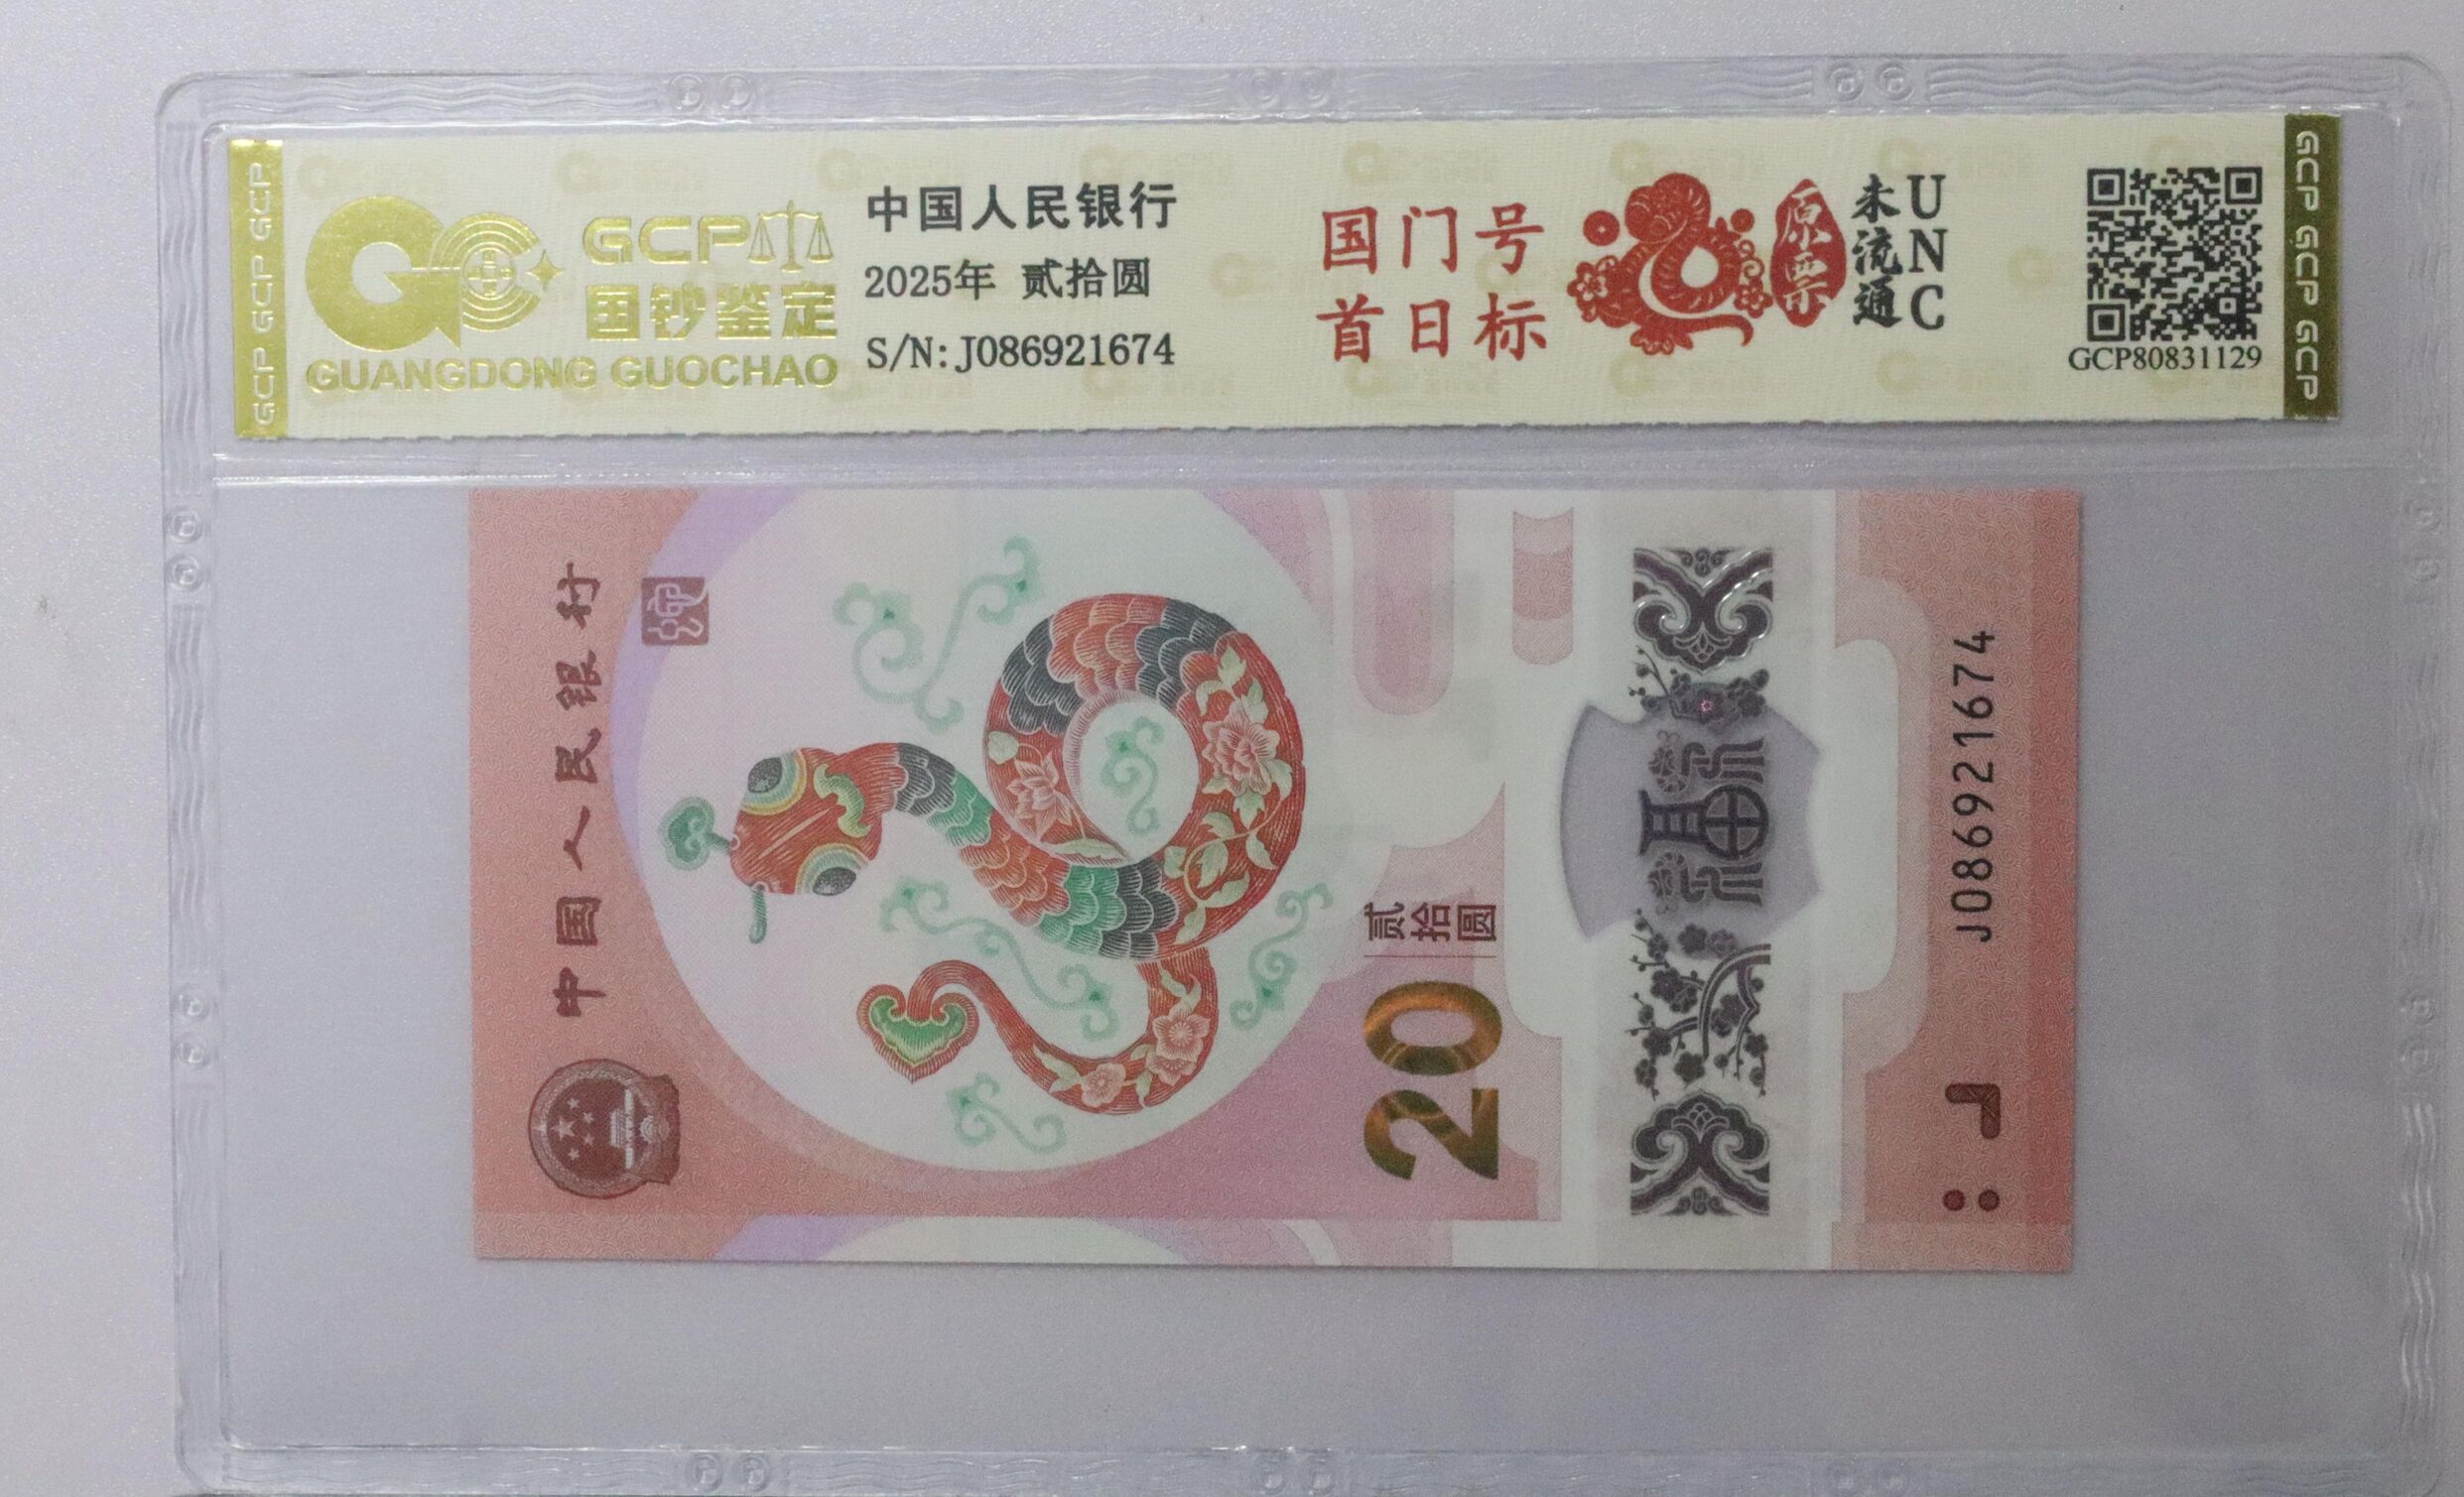 GCP GCP GCP
GCP
国钞鉴定
GUANGDONG GUOCHAO
中国人民银行
2025年 贰拾圆
S/N: J086921674
国门号
首日标
原票
未流通
UNC
GCP80831129
GCP GCP GCP
中国人民银行
20
贰拾圆
福
J086921674